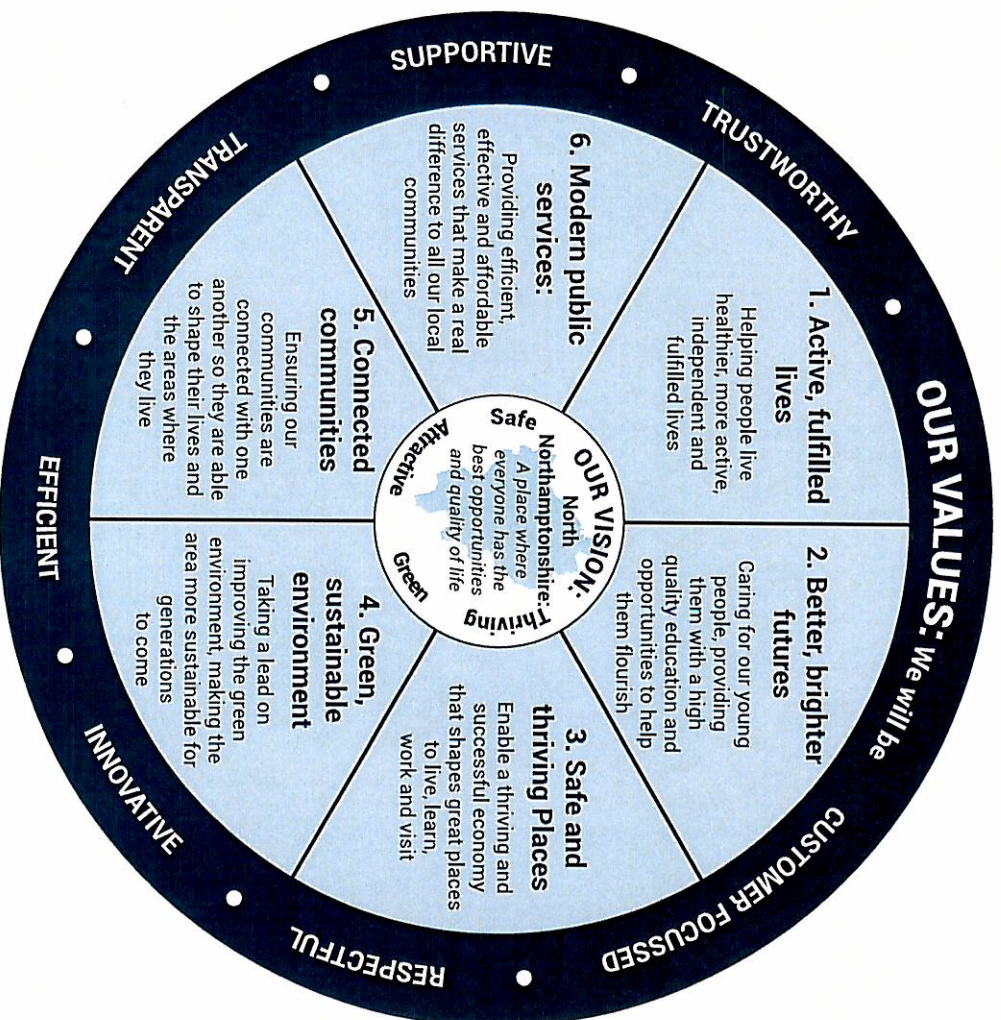 OUR VALUES: We will be
CUSTOMER FOCUSSED
RESPECTFUL
INNOVATIVE
EFFICIENT
TRANSPARENT
SUPPORTIVE
TRUSTWORTHY
1. Active, fulfilled
lives
Helping people live
healthier, more active,
independent and
fulfilled lives
2. Better, brighter
futures
Caring for our young
people, providing
them with a high
quality education and
opportunities to help
them flourish
3. Safe and
thriving Places
Enable a thriving and
successful economy
that shapes great places
to live, learn,
work and visit
4. Green,
sustainable
environment
Taking a lead on
improving the green
environment, making the
area more sustainable for
generations
to come
5. Connected
communities
Ensuring our
communities are
connected with one
another so they are able
to shape their lives and
the areas where
they live
6. Modern public
services:
Providing efficient,
effective and affordable
services that make a real
difference to all our local
communities
OUR VISION:
North
Northamptonshire:
A place where
everyone has the
best opportunities
and quality of life
Safe
Thriving
Green
Attractive